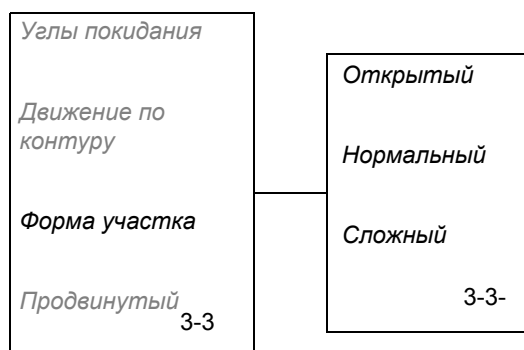 Углы покидания
Движение по
контуру
Форма участка
Продвинутый
3-3
Открытый
Нормальный
Сложный
3-3-